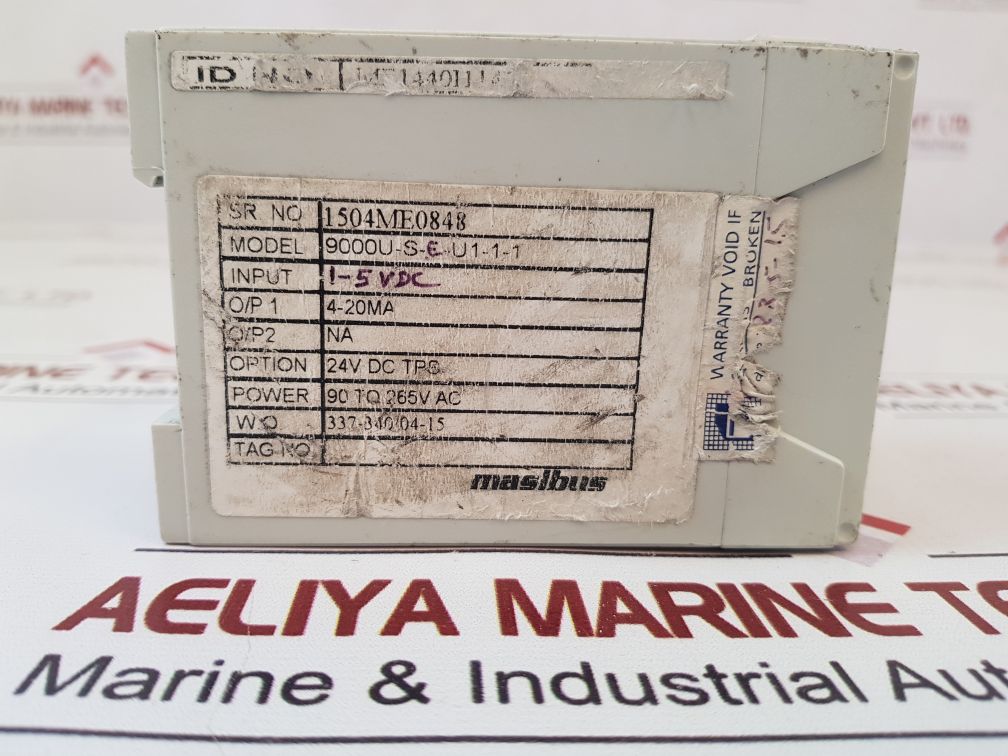 ID NO
SR. NO 1504ME0848
MODEL 9000U-S-E-U1-1-1
INPUT 1-5 VDC
O/P 1 4-20MA
O/P2 NA
OPTION 24V DC TPS
POWER 90 TO 265V AC
W.O. 337-340/04-15
TAG NO
masibus
WARRANTY VOID IF
BROKEN
AELIYA MARINE TE
Marine & Industrial Aut